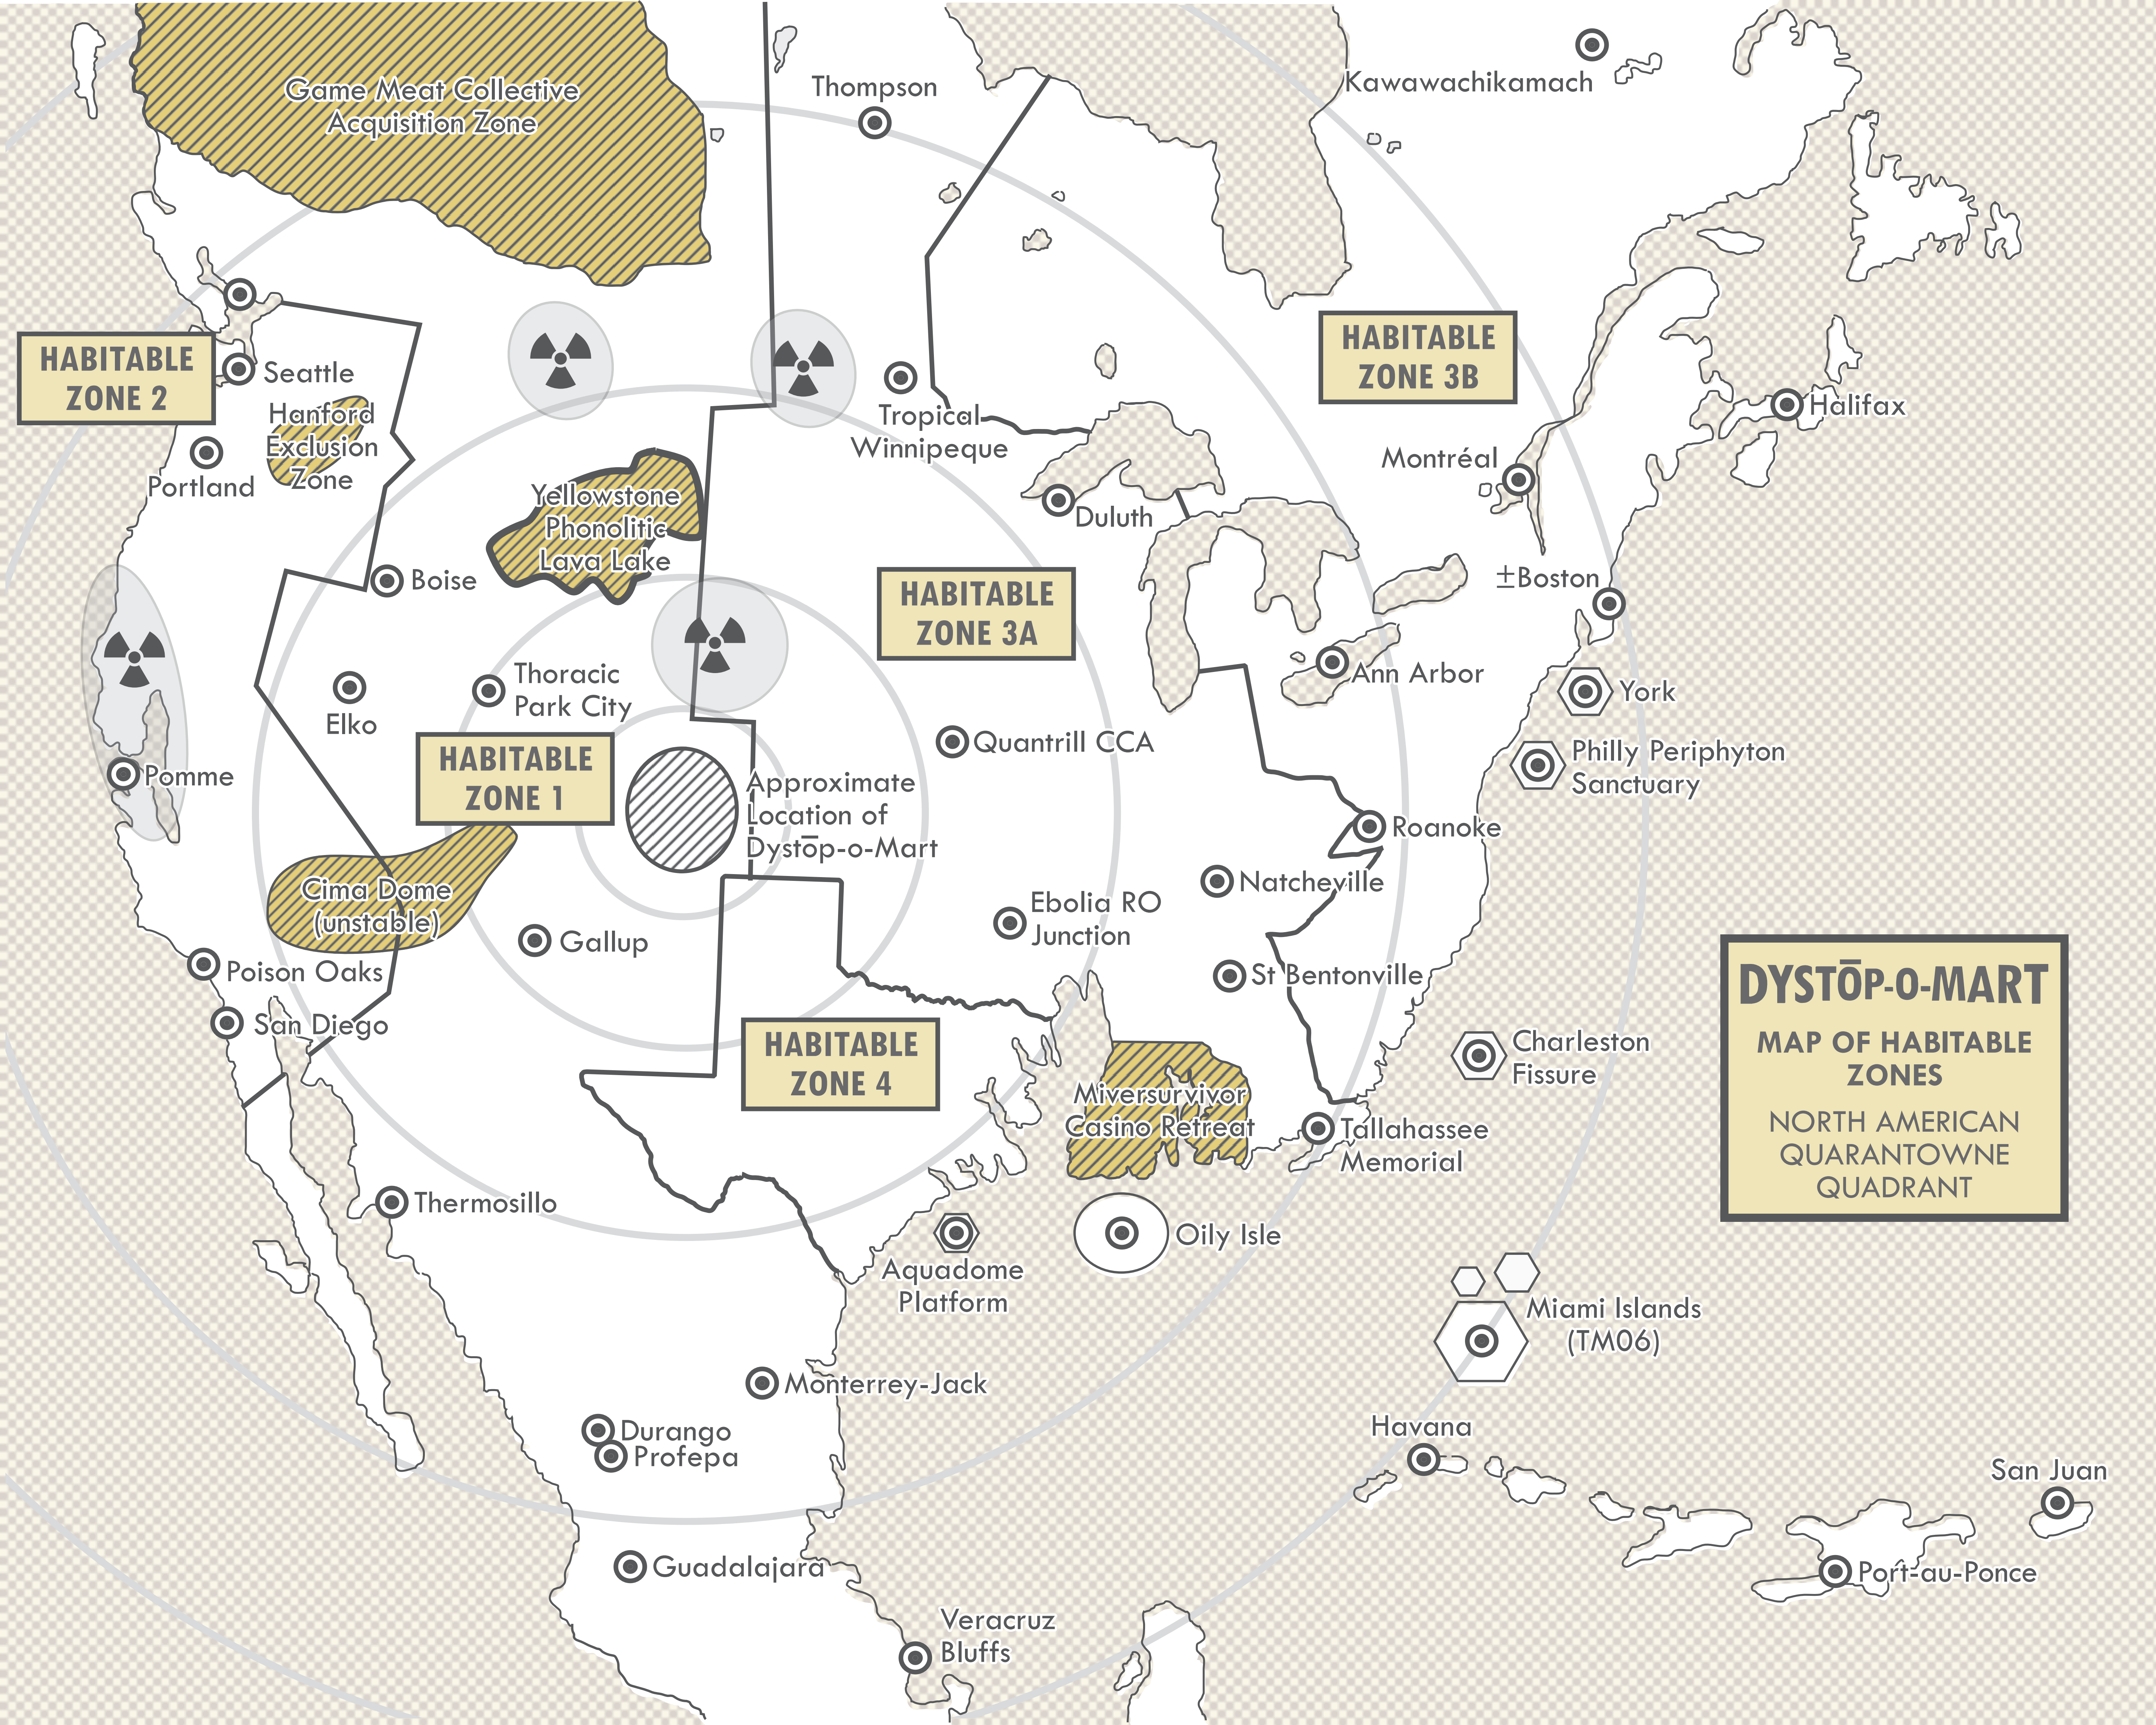 Game Meat Collective
Acquisition Zone
Thompson
Kawawachikamach
HABITABLE
ZONE 2
Seattle
Hanford
Exclusion
Zone
Portland
Tropical
Winnipeque
HABITABLE
ZONE 3B
Halifax
Montréal
Yellowstone
Phonolitic
Lava Lake
Duluth
Boise
HABITABLE
ZONE 3A
±Boston
Thoracic
Park City
Elko
Ann Arbor
York
Quantrill CCA
Philly Periphyton
Sanctuary
Pomme
HABITABLE
ZONE 1
Approximate
Location of
Dystōp-o-Mart
Roanoke
Natcheville
Cima Dome
(unstable)
Gallup
Ebolia RO
Junction
Poison Oaks
St Bentonville
San Diego
HABITABLE
ZONE 4
Charleston
Fissure
DYSTŌP-O-MART
MAP OF HABITABLE
ZONES
NORTH AMERICAN
QUARANTOWNE
QUADRANT
Miversurvivor
Casino Retreat
Tallahassee
Memorial
Thermosillo
Oily Isle
Aquadome
Platform
Miami Islands
(TM06)
Monterrey-Jack
Durango
Profepa
Havana
San Juan
Guadalajara
Port-au-Ponce
Veracruz
Bluffs